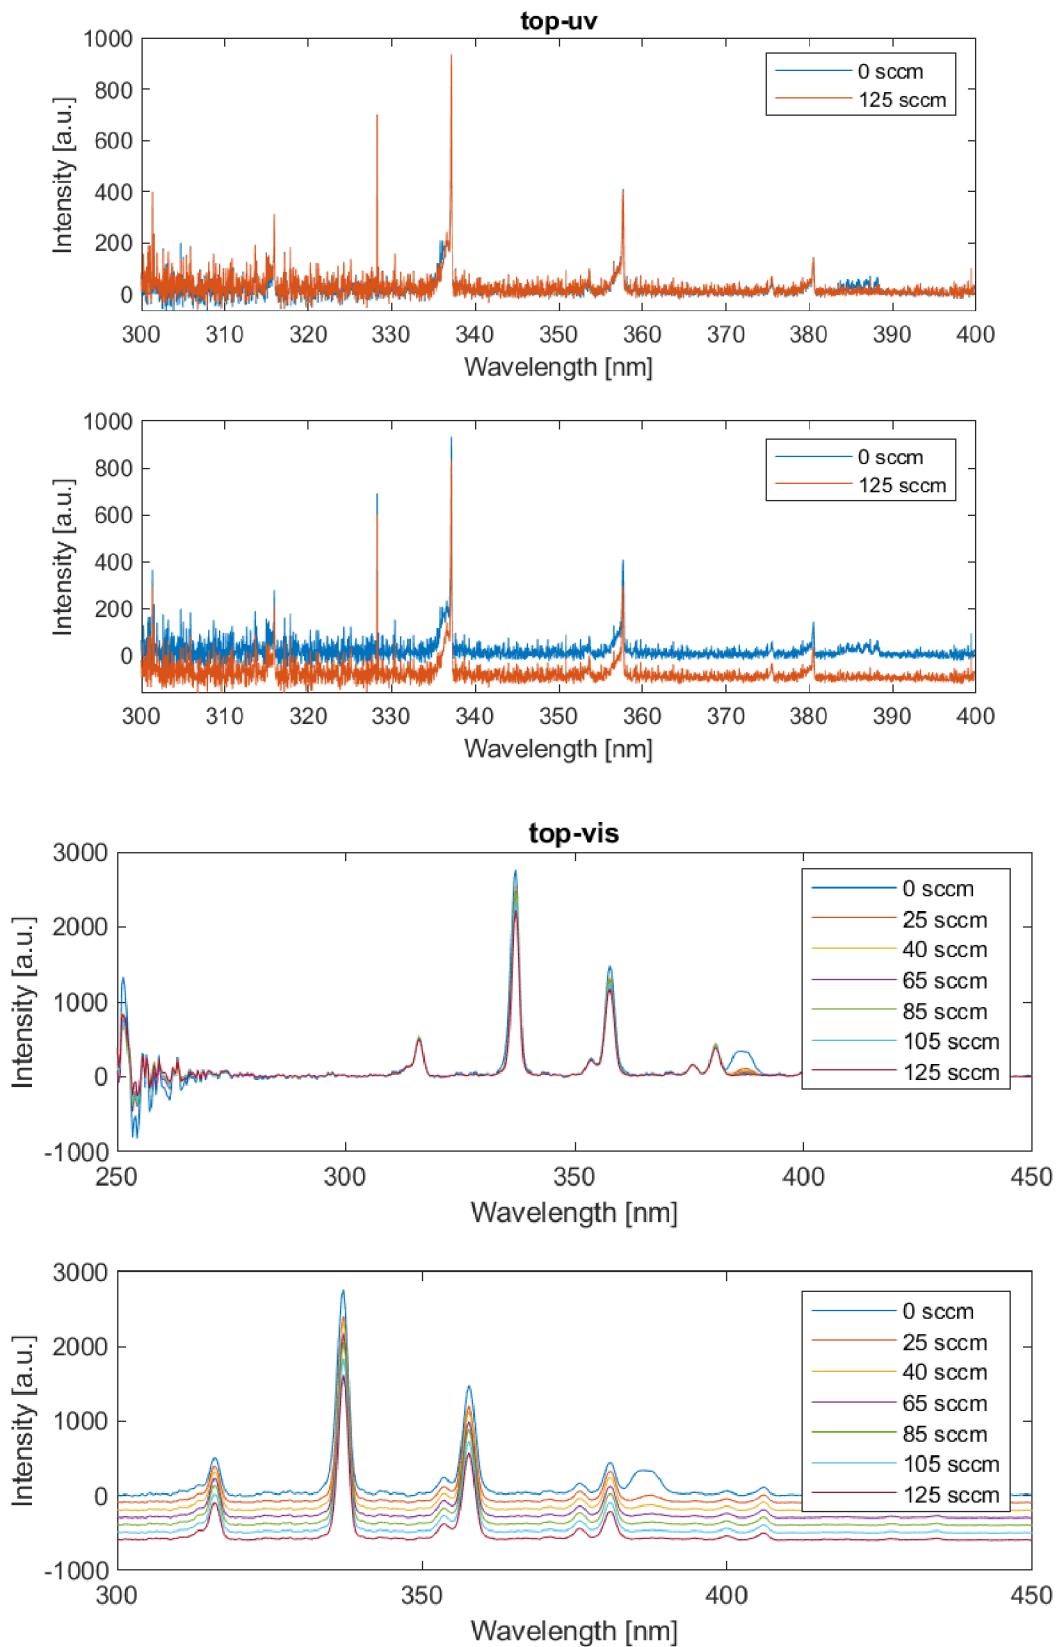 top-uv
1000
800
600
400
200
0
Intensity [a.u.]
0 sccm
125 sccm
300 310 320 330 340 350 360 370 380 390 400
Wavelength [nm]
1000
800
600
400
200
0
Intensity [a.u.]
0 sccm
125 sccm
300 310 320 330 340 350 360 370 380 390 400
Wavelength [nm]
top-vis
3000
2000
1000
0
-1000
Intensity [a.u.]
0 sccm
25 sccm
40 sccm
65 sccm
85 sccm
105 sccm
125 sccm
250 300 350 400 450
Wavelength [nm]
3000
2000
1000
0
-1000
Intensity [a.u.]
0 sccm
25 sccm
40 sccm
65 sccm
85 sccm
105 sccm
125 sccm
300 350 400 450
Wavelength [nm]